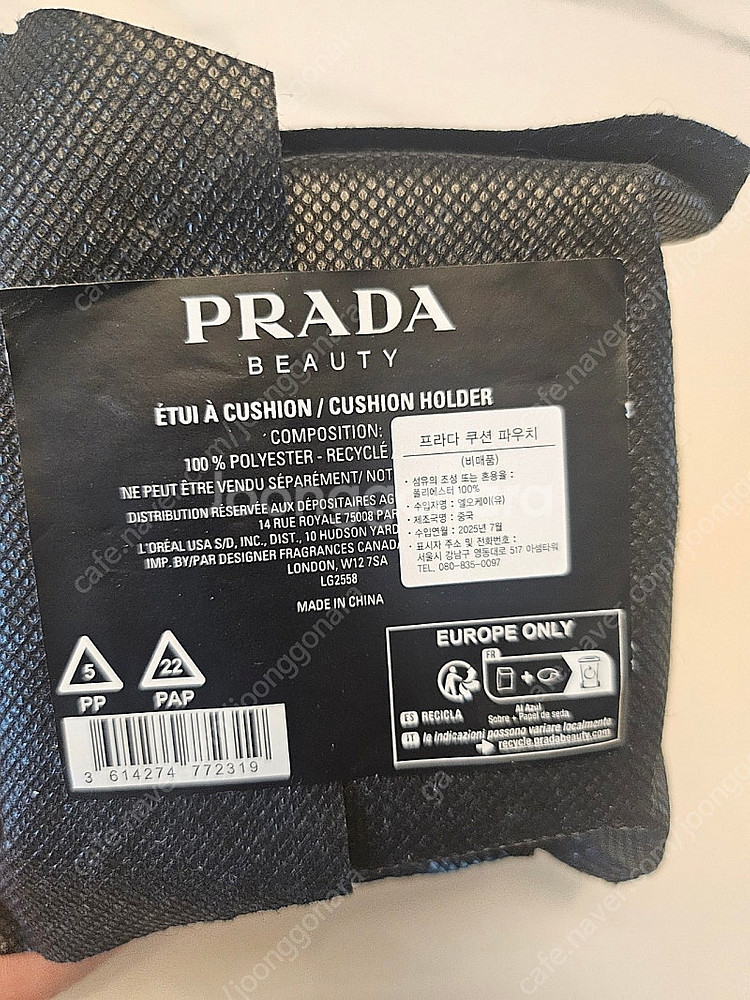 PRADA
BEAUTY
ÉTUI À CUSHION / CUSHION HOLDER
COMPOSITION:
100 % POLYESTER - RECYCLÉ
NE PEUT ÊTRE VENDU SÉPARÉMENT/ NOT
DISTRIBUTION RÉSERVÉE AUX DÉPOSITAIRES AG
14 RUE ROYALE 75008 PAR
L'ORÉAL USA S/D, INC., DIST., 10 HUDSON YARD
IMP. BY/PAR DESIGNER FRAGRANCES CANADA
LONDON, W12 7SA
LG2558
MADE IN CHINA
프라다 쿠션 파우치
(비매품)
· 섬유의 조성 또는 혼용율 :
폴리에스터 100%
· 수입자명 : 엘오케이(유)
· 제조국명 : 중국
· 수입연월 : 2025년 7월
· 표시자 주소 및 전화번호 :
서울시 강남구 영동대로 517 아셈타워
TEL. 080-835-0097
5
PP
22
PAP
3 614274 772319
EUROPE ONLY
FR
ES RECICLA
Al Azul
Sobre + Papel de seda
IT le indicazioni possono variare localmente
recycle.pradabeauty.com
cafe.naver.com/joonggonara